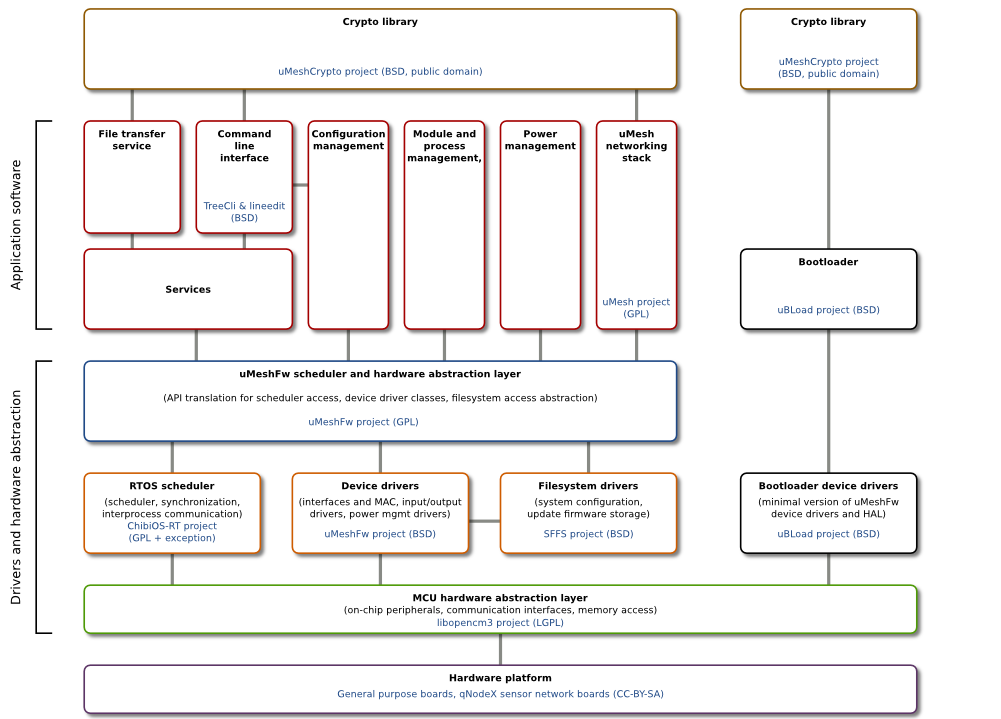 Crypto library
uMeshCrypto project (BSD, public domain)
Crypto library
uMeshCrypto project
(BSD, public domain)
Application software
File transfer
service
Command
line
interface
TreeCli & lineedit
(BSD)
Configuration
management
Module and
process
management,
Power
management
uMesh
networking
stack
uMesh project
(GPL)
Services
Bootloader
uBLoad project (BSD)
Drivers and hardware abstraction
uMeshFw scheduler and hardware abstraction layer
(API translation for scheduler access, device driver classes, filesystem access abstraction)
uMeshFw project (GPL)
RTOS scheduler
(scheduler, synchronization,
interprocess communication)
ChibiOS-RT project
(GPL + exception)
Device drivers
(interfaces and MAC, input/output
drivers, power mgmt drivers)
uMeshFw project (BSD)
Filesystem drivers
(system configuration,
update firmware storage)
SFFS project (BSD)
Bootloader device drivers
(minimal version of uMeshFw
device drivers and HAL)
uBLoad project (BSD)
MCU hardware abstraction layer
(on-chip peripherals, communication interfaces, memory access)
libopencm3 project (LGPL)
Hardware platform
General purpose boards, qNodeX sensor network boards (CC-BY-SA)